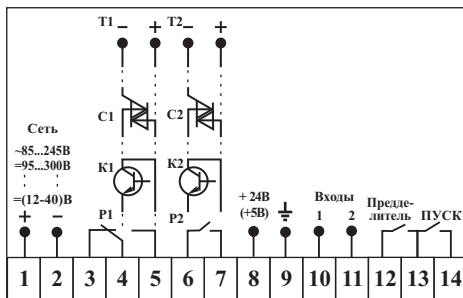 T1 − + T2 − +
C1 C2
Сеть
~85...245В
=95...300В
K1 K2
=(12-40)В
+ − P1 P2 + 24В (+5В) Входы 1 2 Предде-литель ПУСК
1 2 3 4 5 6 7 8 9 10 11 12 13 14